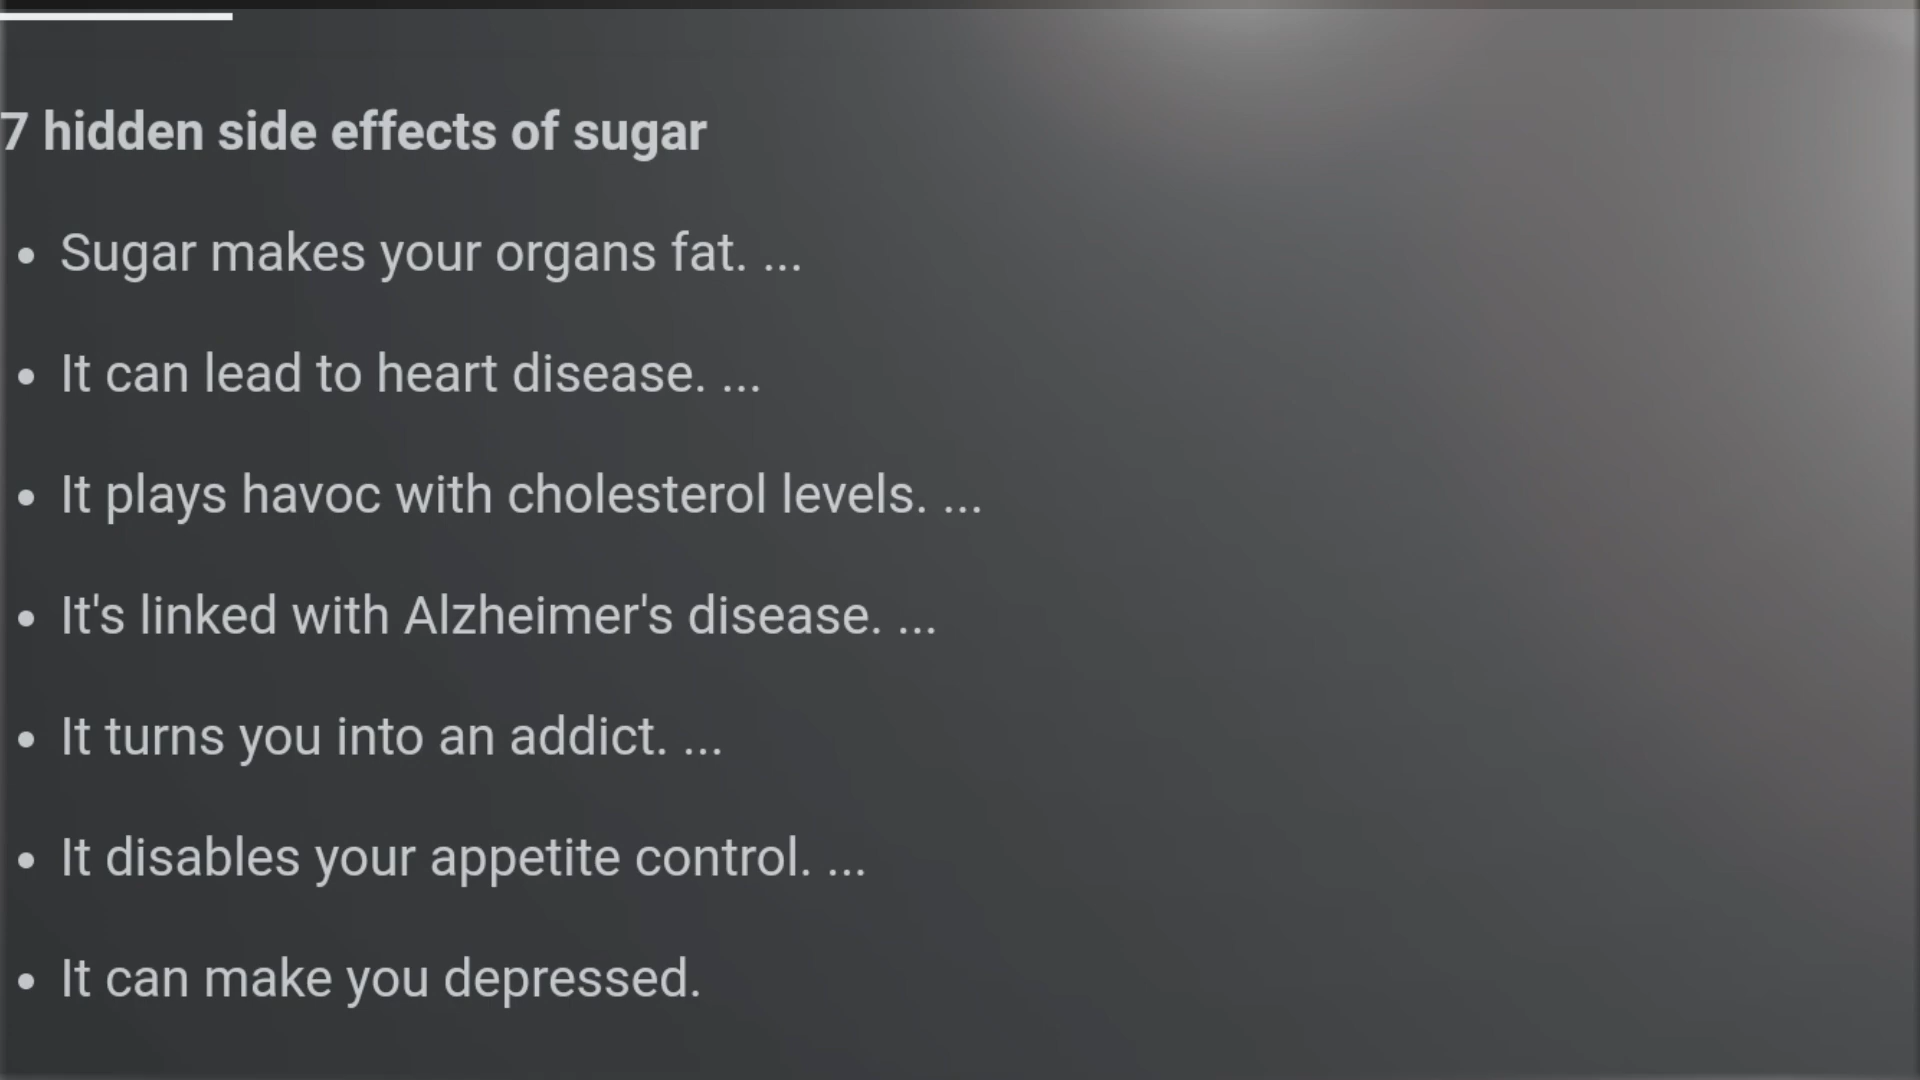 7 hidden side effects of sugar
• Sugar makes your organs fat. ...
• It can lead to heart disease. ...
• It plays havoc with cholesterol levels. ...
• It's linked with Alzheimer's disease. ...
• It turns you into an addict. ...
• It disables your appetite control. ...
• It can make you depressed.